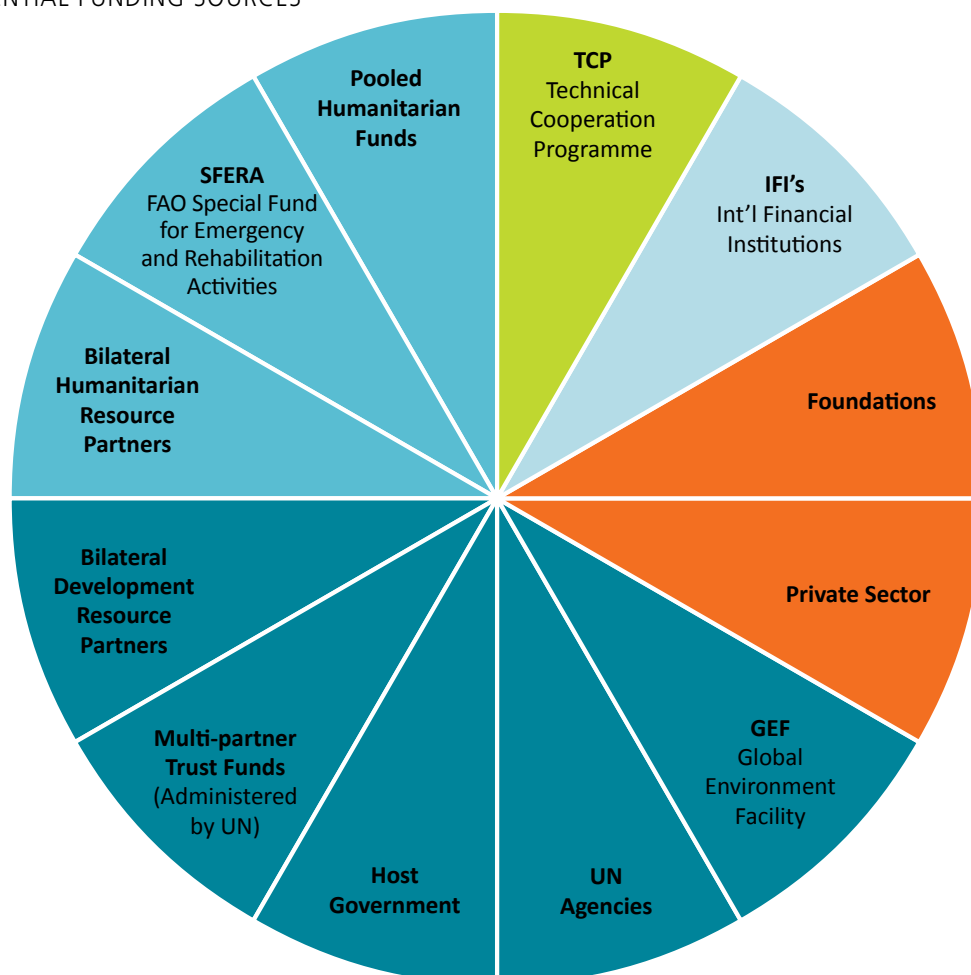 FUNDING SOURCES
Pooled
Humanitarian
Funds
TCP
Technical
Cooperation
Programme
IFI's
Int'l Financial
Institutions
Foundations
Private Sector
GEF
Global
Environment
Facility
UN
Agencies
Host
Government
Multi-partner
Trust Funds
(Administered
by UN)
Bilateral
Development
Resource
Partners
Bilateral
Humanitarian
Resource
Partners
SFERA
FAO Special Fund
for Emergency
and Rehabilitation
Activities